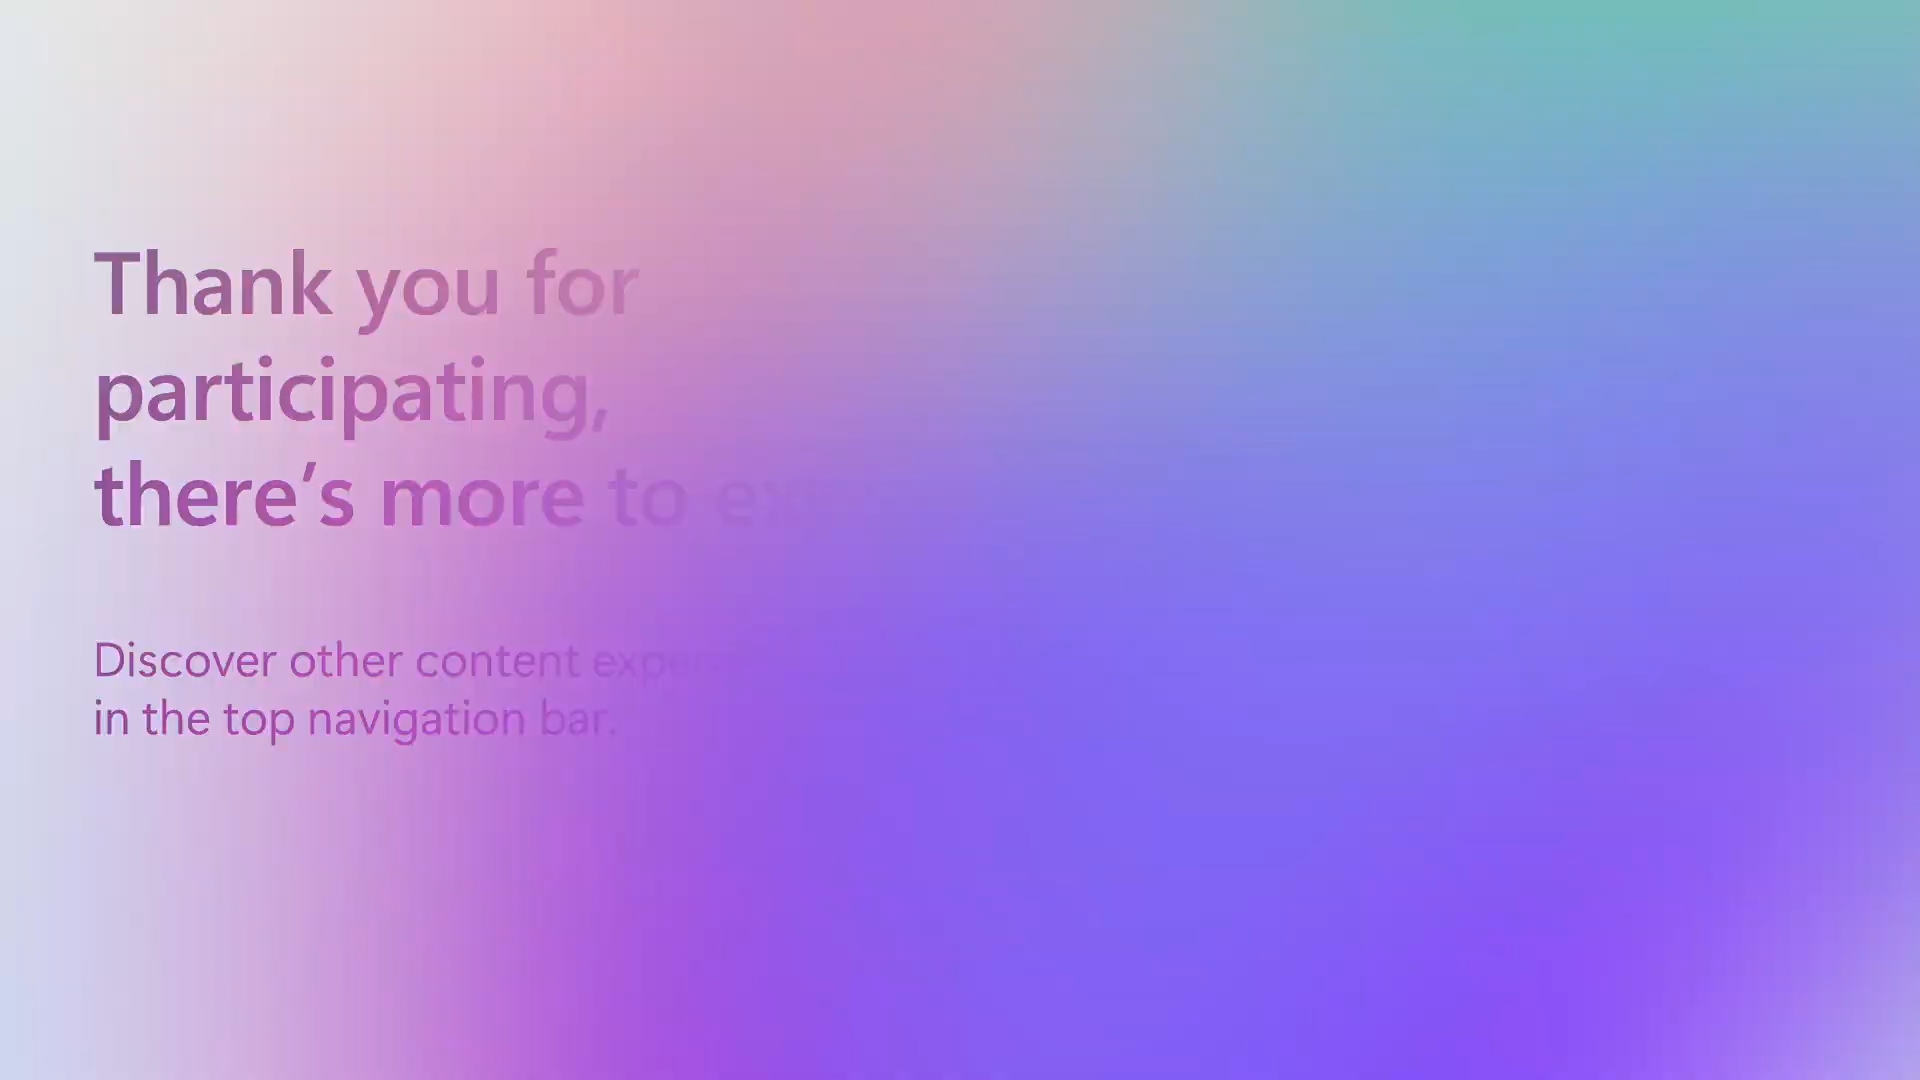 Thank you for
participating,
there’s more to
Discover other content
in the top navigation bar.